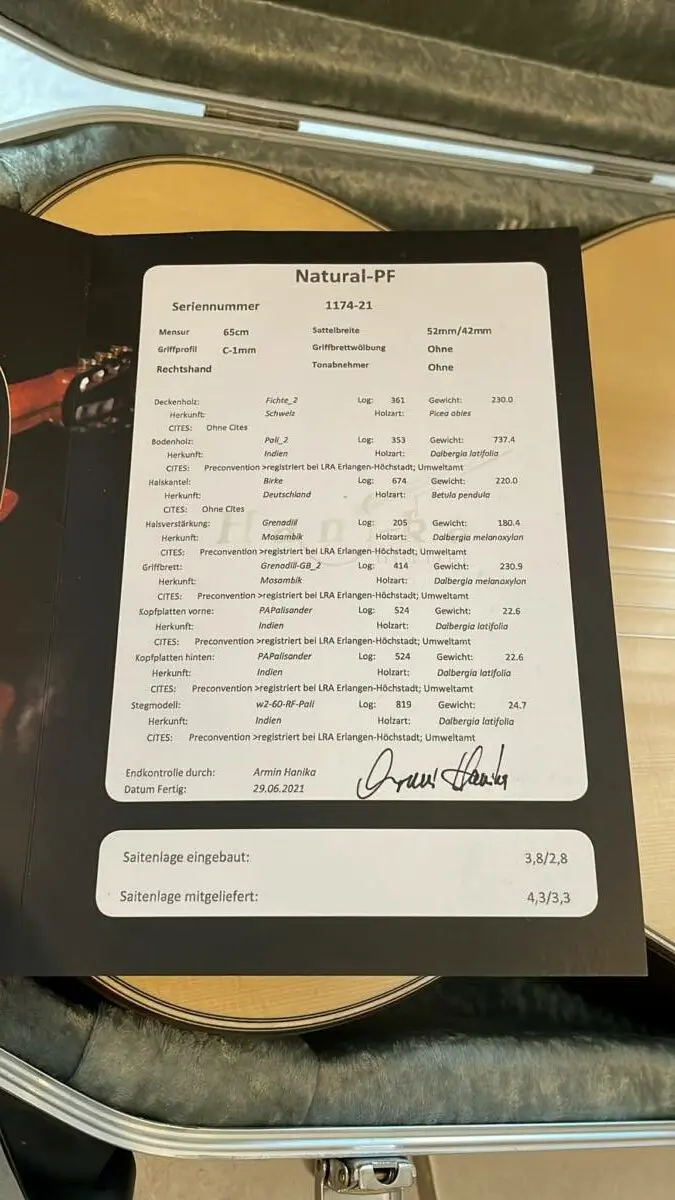 Natural-PF
Seriennummer 1174-21
Mensur 65cm Sattelbreite 52mm/42mm
Griffprofil C-1mm Griffbrettwölbung Ohne
Rechtshand Tonabnehmer Ohne
Deckenholz: Fichte_2 Log: 361 Gewicht: 230.0
Herkunft: Schweiz Holzart: Picea abies
CITES: Ohne Cites
Bodenholz: Pali_2 Log: 353 Gewicht: 737.4
Herkunft: Indien Holzart: Dalbergia latifolia
CITES: Preconvention >registriert bei LRA Erlangen-Höchstadt; Umweltamt
Halskantel: Birke Log: 674 Gewicht: 220.0
Herkunft: Deutschland Holzart: Betula pendula
CITES: Ohne Cites
Halsverstärkung: Grenadill Log: 205 Gewicht: 180.4
Herkunft: Mosambik Holzart: Dalbergia melanoxylon
CITES: Preconvention >registriert bei LRA Erlangen-Höchstadt; Umweltamt
Griffbrett: Grenadill-GB_2 Log: 414 Gewicht: 230.9
Herkunft: Mosambik Holzart: Dalbergia melanoxylon
CITES: Preconvention >registriert bei LRA Erlangen-Höchstadt; Umweltamt
Kopfplatten vorne: PAPalisander Log: 524 Gewicht: 22.6
Herkunft: Indien Holzart: Dalbergia latifolia
CITES: Preconvention >registriert bei LRA Erlangen-Höchstadt; Umweltamt
Kopfplatten hinten: PAPalisander Log: 524 Gewicht: 22.6
Herkunft: Indien Holzart: Dalbergia latifolia
CITES: Preconvention >registriert bei LRA Erlangen-Höchstadt; Umweltamt
Stegmodell: w2-60-RF-Pali Log: 819 Gewicht: 24.7
Herkunft: Indien Holzart: Dalbergia latifolia
CITES: Preconvention >registriert bei LRA Erlangen-Höchstadt; Umweltamt
Endkontrolle durch: Armin Hanika Armin Hanika
Datum Fertig: 29.06.2021
Saitenlage eingebaut: 3,8/2,8
Saitenlage mitgeliefert: 4,3/3,3